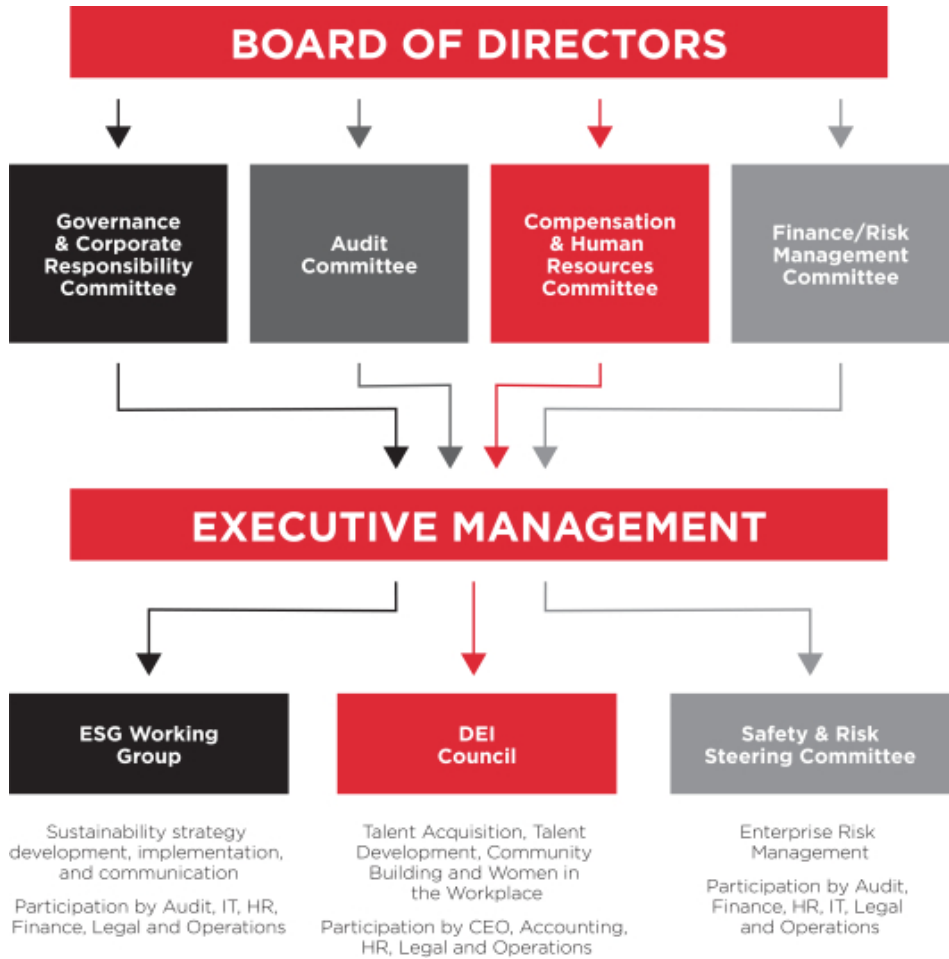 BOARD OF DIRECTORS
Governance
& Corporate
Responsibility
Committee
Audit
Committee
Compensation
& Human
Resources
Committee
Finance/Risk
Management
Committee
EXECUTIVE MANAGEMENT
ESG Working
Group
DEI
Council
Safety & Risk
Steering Committee
Sustainability strategy
development, implementation,
and communication
Participation by Audit, IT, HR,
Finance, Legal and Operations
Talent Acquisition, Talent
Development, Community
Building and Women in
the Workplace
Participation by CEO, Accounting,
HR, Legal and Operations
Enterprise Risk
Management
Participation by Audit,
Finance, HR, IT, Legal
and Operations